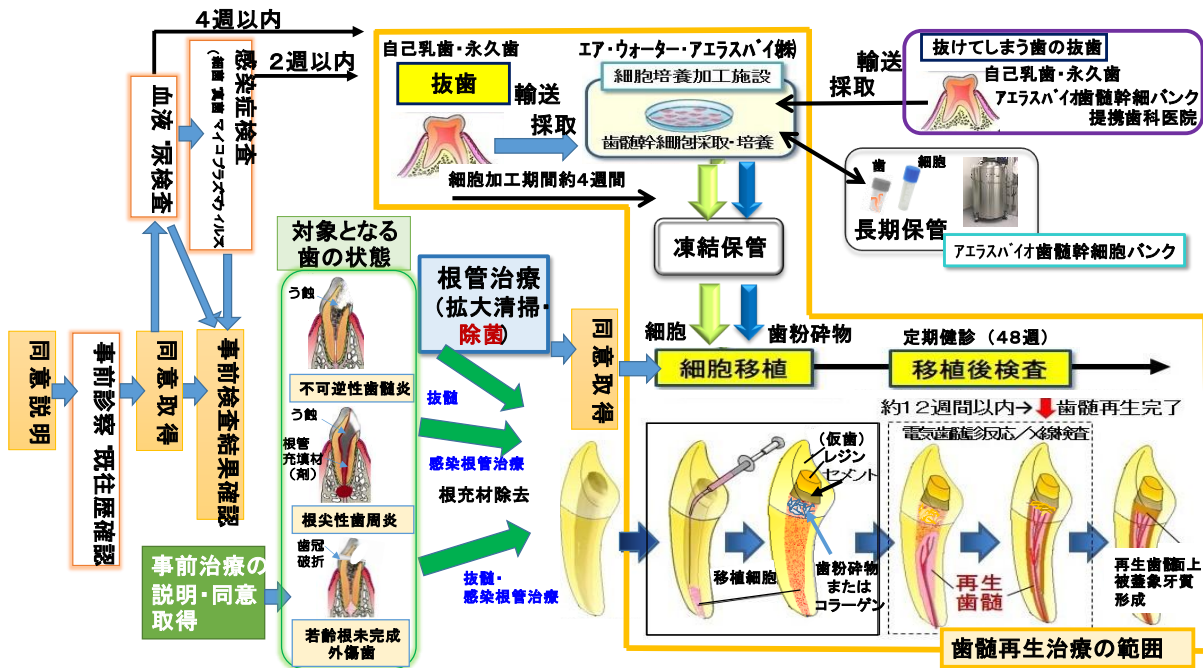 4週以内
2週以内
血液・尿検査
感染症検査
(細菌・真菌・マイコプラズマ・ウィルス)
自己乳歯・永久歯
抜歯
輸送
採取
エア・ウォーター・アエラスバイオ㈱
細胞培養加工施設
歯髄幹細胞採取・培養
輸送
採取
抜けてしまう歯の抜歯
自己乳歯・永久歯
アエラスバイオ歯髄幹細バンク
提携歯科医院
細胞加工期間約4週間
歯
細胞
長期保管
アエラスバイオ歯髄幹細胞バンク
凍結保管
対象となる
歯の状態
う蝕
不可逆性歯髄炎
う蝕
根管
充填材
(剤)
根尖性歯周炎
歯冠
破折
若齢根未完成
外傷歯
同意説明
事前診察・既往歴確認
同意取得
事前検査結果確認
事前治療の
説明・同意
取得
根管治療
(拡大清掃・
除菌)
抜髄
感染根管治療
根充材除去
抜髄・
感染根管治療
同意取得
細胞
歯粉砕物
細胞移植
定期健診(48週)
移植後検査
約12週間以内→
歯髄再生完了
電気歯髄診反応/X線検査
(仮歯)
レジン
セメント
移植細胞
歯粉砕物
または
コラーゲン
再生
歯髄
再生歯髄面上
被蓋象牙質
形成
歯髄再生治療の範囲